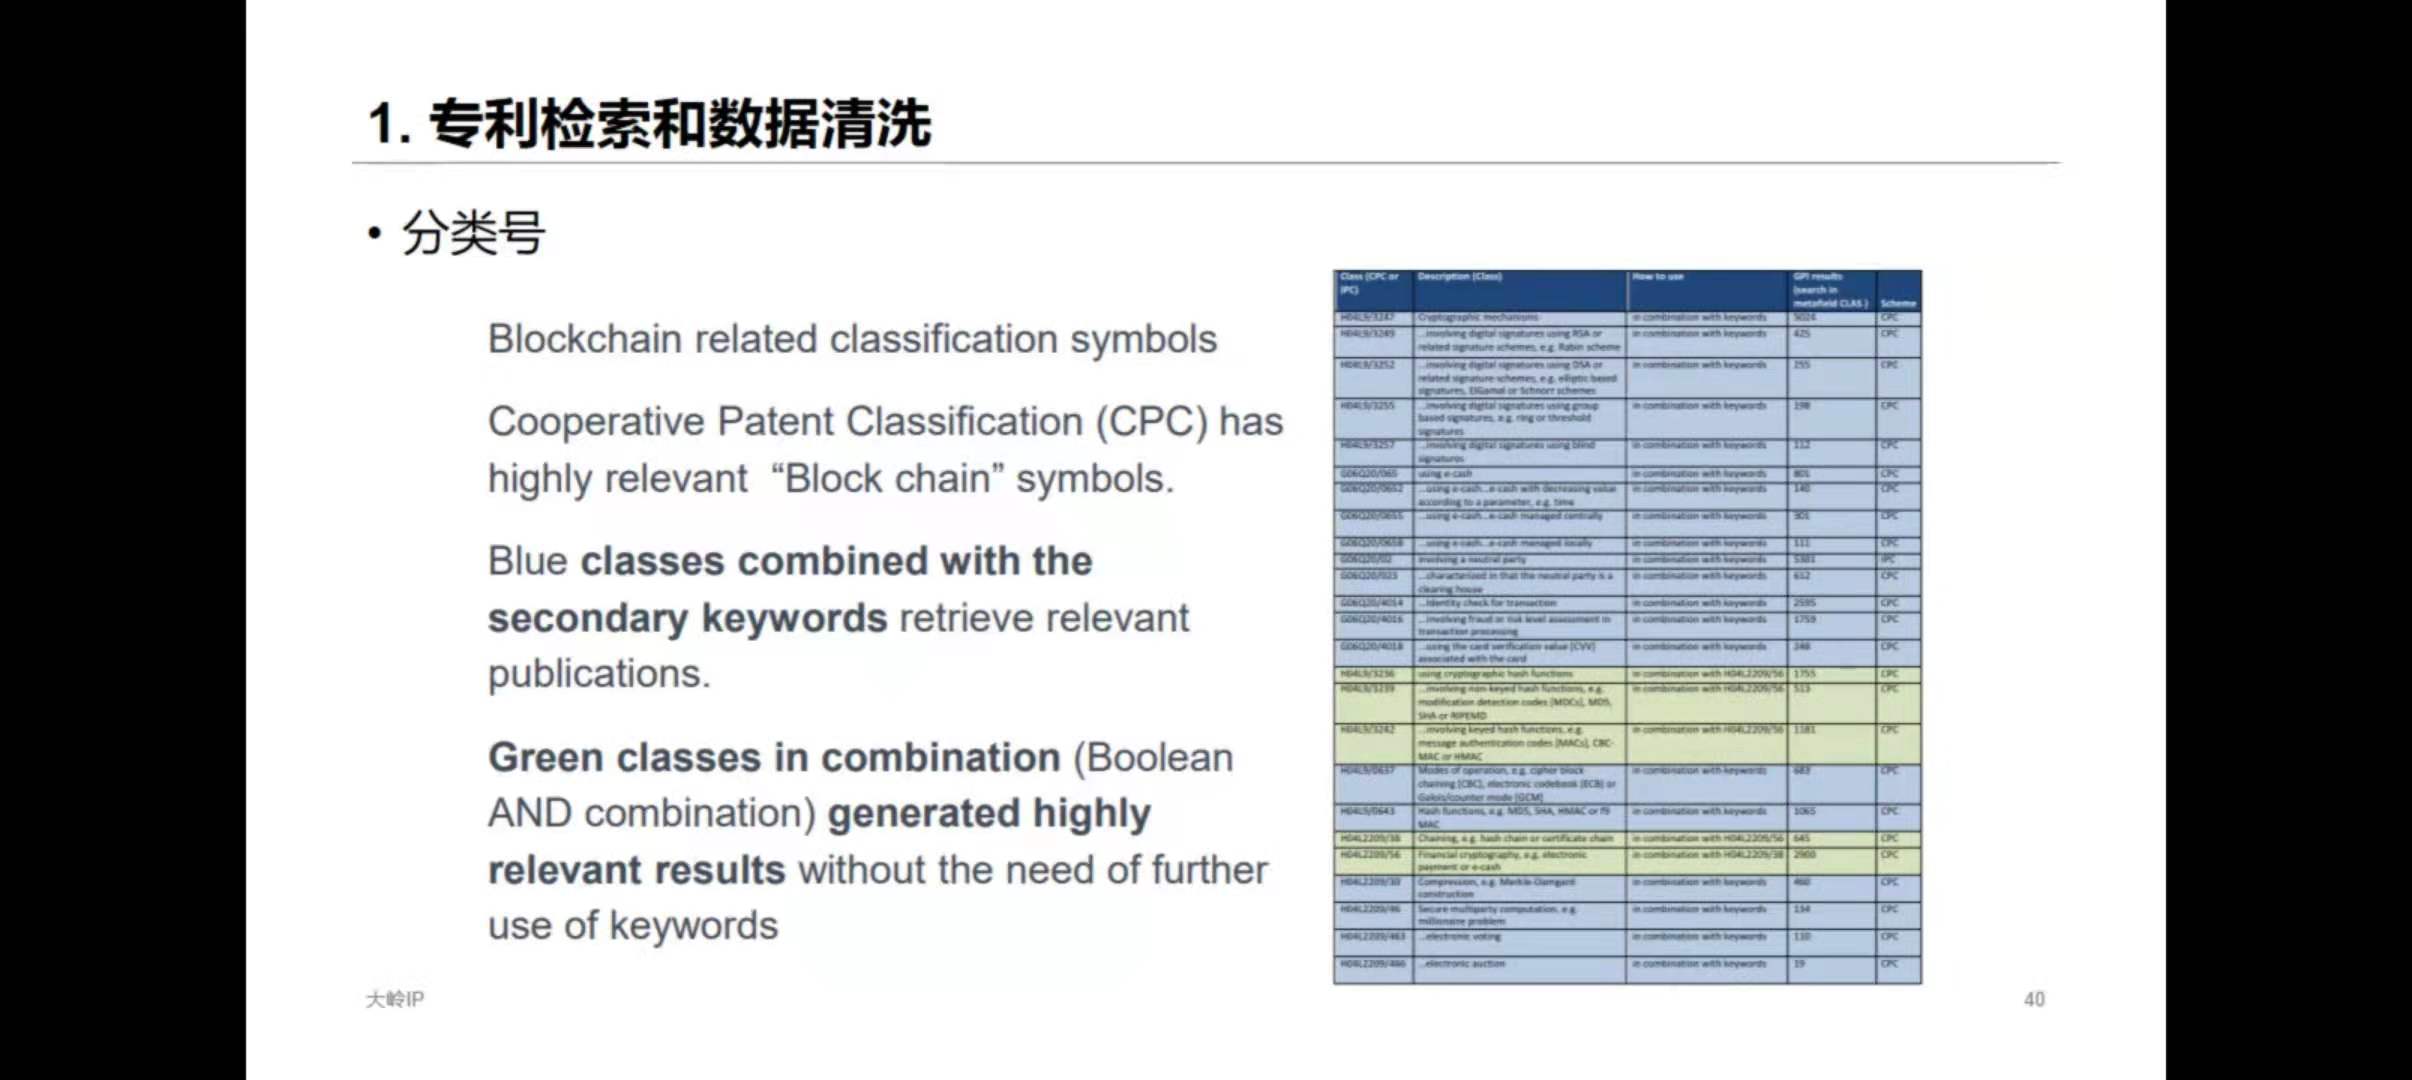 1. 专利检索和数据清洗
• 分类号
Blockchain related classification symbols
Cooperative Patent Classification (CPC) has
highly relevant “Block chain” symbols.
Blue classes combined with the
secondary keywords retrieve relevant
publications.
Green classes in combination (Boolean
AND combination) generated highly
relevant results without the need of further
use of keywords
Class (CPC or IPC) Description (Class) How to use GPI results (search in metafield CLAS ) Scheme
H04L9/3247 Cryptographic mechanisms in combination with keywords 5024 CPC
H04L9/3249 ...involving digital signatures using RSA or related signature schemes, e.g. Rabin scheme in combination with keywords 425 CPC
H04L9/3252 ...involving digital signatures using DSA or related signature schemes, e.g. elliptic based signatures, ElGamal or Schnorr schemes in combination with keywords 255 CPC
H04L9/3255 ...involving digital signatures using group based signatures, e.g. ring or threshold signatures in combination with keywords 198 CPC
H04L9/3257 ...involving digital signatures using blind signatures in combination with keywords 112 CPC
G06Q20/065 using e-cash in combination with keywords 801 CPC
G06Q20/0652 ...using e-cash...e-cash with decreasing value according to a parameter, e.g. time in combination with keywords 140 CPC
G06Q20/0655 ...using e-cash...e-cash managed centrally in combination with keywords 301 CPC
G06Q20/0658 ...using e-cash...e-cash managed locally in combination with keywords 111 CPC
G06Q20/02 involving a neutral party in combination with keywords 5381 IPC
G06Q20/023 ...characterized in that the neutral party is a clearing house in combination with keywords 612 CPC
G06Q20/4014 ...Identity check for transaction in combination with keywords 2595 CPC
G06Q20/4016 ...involving fraud or risk level assessment in transaction processing in combination with keywords 1759 CPC
G06Q20/4018 ...using the card verification value [CVV] associated with the card in combination with keywords 248 CPC
H04L9/3236 using cryptographic hash functions in combination with H04L2209/56 1755 CPC
H04L9/3239 ...involving non-keyed hash functions, e.g. modification detection codes [MDCs], MD5, SHA or RIPEMD in combination with H04L2209/56 513 CPC
H04L9/3242 ...involving keyed hash functions, e.g. message authentication codes [MACs], CBC-MAC or HMAC in combination with H04L2209/56 1181 CPC
H04L9/0637 Modes of operation, e.g. cipher block chaining [CBC], electronic codebook [ECB] or Galois/counter mode [GCM] in combination with keywords 683 CPC
H04L9/0643 Hash functions, e.g. MD5, SHA, HMAC or f9 MAC in combination with keywords 1065 CPC
H04L2209/38 Chaining, e.g. hash chain or certificate chain in combination with H04L2209/56 645 CPC
H04L2209/56 Financial cryptography, e.g. electronic payment or e-cash in combination with H04L2209/38 2900 CPC
H04L2209/30 Compression, e.g. Merkle-Damgard construction in combination with keywords 460 CPC
H04L2209/46 Secure multiparty computation, e.g. millionaire problem in combination with keywords 134 CPC
H04L2209/463 ...electronic voting in combination with keywords 110 CPC
H04L2209/466 ...electronic auction in combination with keywords 19 CPC
大岭IP
40